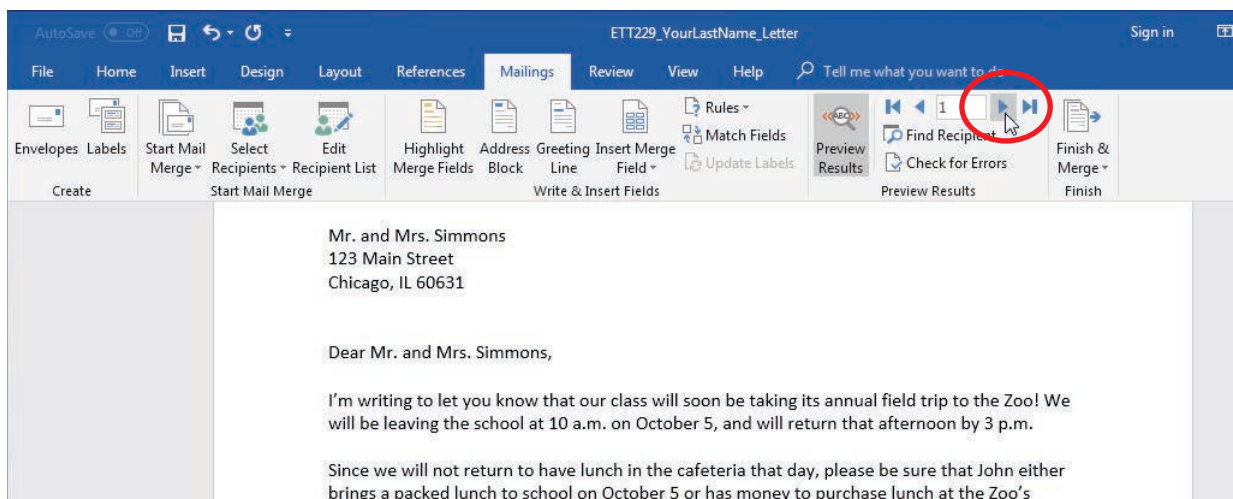 AutoSave Off ETT229_YourLastName_Letter Sign in
File Home Insert Design Layout References Mailings Review View Help Tell me what you want to do
Envelopes Labels Start Mail Merge Select Recipients Edit Recipient List Highlight Merge Fields Address Block Greeting Line Insert Merge Field Rules Match Fields Update Labels «ABC» Preview Results 1 Find Recipient Check for Errors Finish & Merge
Create Start Mail Merge Write & Insert Fields Preview Results Finish
Mr. and Mrs. Simmons
123 Main Street
Chicago, IL 60631
Dear Mr. and Mrs. Simmons,
I’m writing to let you know that our class will soon be taking its annual field trip to the Zoo! We
will be leaving the school at 10 a.m. on October 5, and will return that afternoon by 3 p.m.
Since we will not return to have lunch in the cafeteria that day, please be sure that John either
brings a packed lunch to school on October 5 or has money to purchase lunch at the Zoo’s